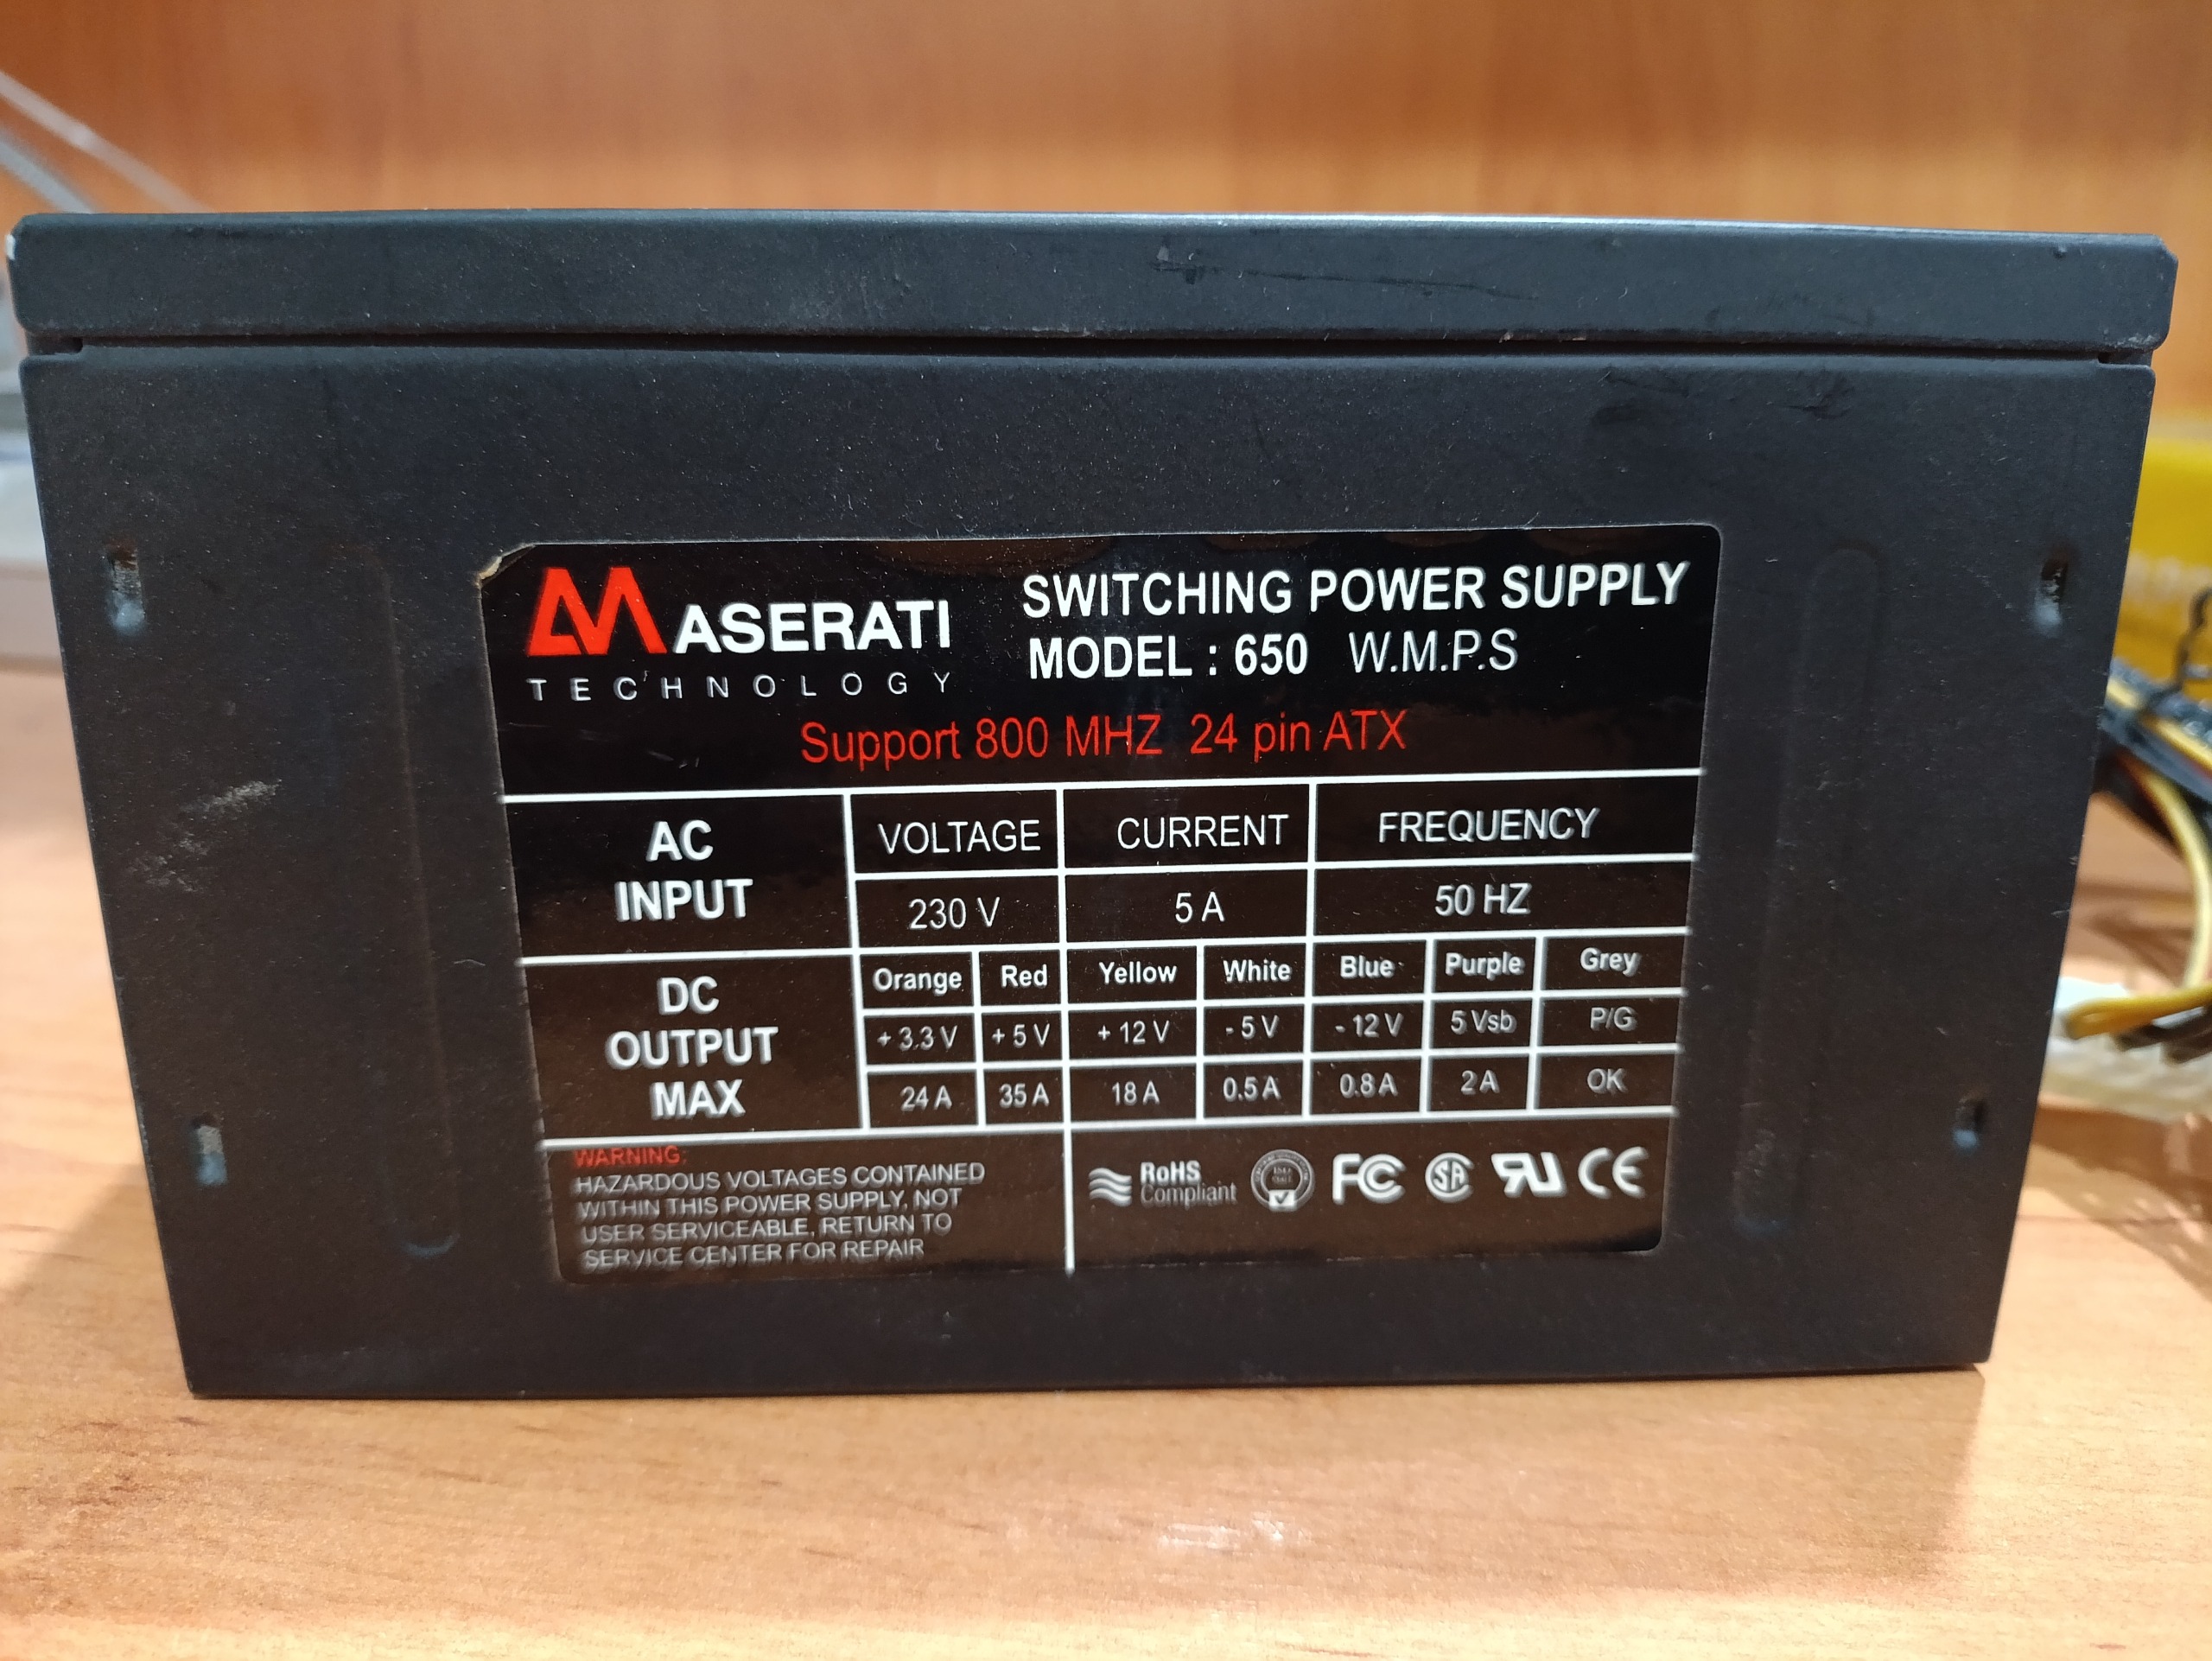 MASERATI
TECHNOLOGY
SWITCHING POWER SUPPLY
MODEL : 650 W.M.P.S
Support 800 MHZ 24 pin ATX
AC INPUT
VOLTAGE CURRENT FREQUENCY
230 V 5 A 50 HZ
DC OUTPUT MAX
Orange Red Yellow White Blue Purple Grey
+ 3.3 V + 5 V + 12 V - 5 V - 12 V 5 Vsb P/G
24 A 35 A 18 A 0.5 A 0.8 A 2 A OK
WARNING:
HAZARDOUS VOLTAGES CONTAINED
WITHIN THIS POWER SUPPLY, NOT
USER SERVICEABLE, RETURN TO
SERVICE CENTER FOR REPAIR
RoHS
Compliant
FC SA RU CE